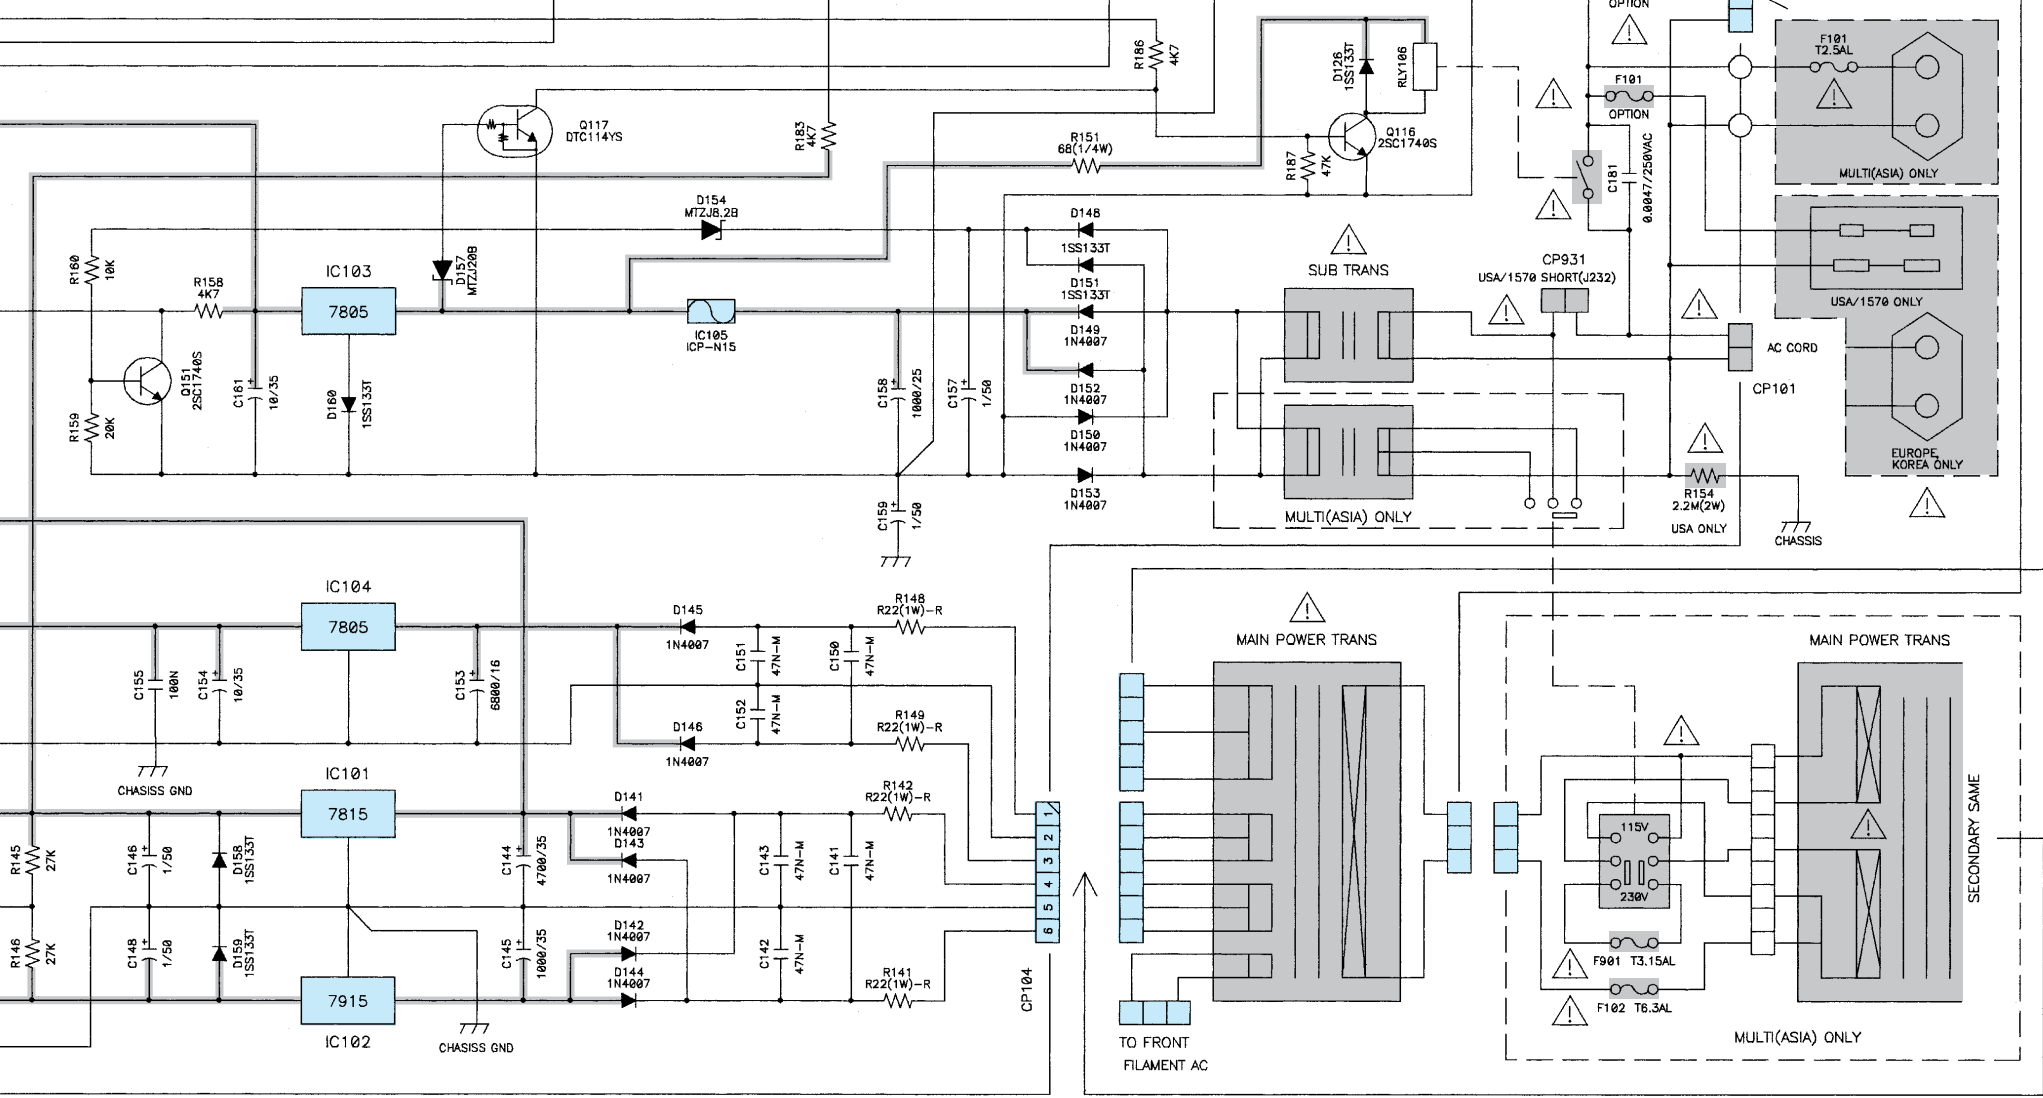 OPTION
F101
T2.5AL
R186
4K7
D126
1SS133T
RLY106
F101
OPTION
Q117
DTC114YS
R183
4K7
R151
68(1/4W)
Q116
2SC1740S
R187
47K
C181
0.0047/250VAC
MULTI(ASIA) ONLY
D154
MTZJ8.2B
D148
1SS133T
R160
10K
D157
MTZJ20B
IC103
7805
R158
4K7
D151
1SS133T
SUB TRANS
CP931
USA/1570 SHORT(J232)
USA/1570 ONLY
IC105
ICP-N15
D149
1N4007
AC CORD
CP101
Q151
2SC1740S
C161
10/35
D160
1SS133T
C158
1000/25
C157
1/50
D152
1N4007
R159
20K
D150
1N4007
EUROPE,
KOREA ONLY
D153
1N4007
C159
1/50
MULTI(ASIA) ONLY
R154
2.2M(2W)
USA ONLY
CHASSIS
IC104
7805
D145
1N4007
R148
R22(1W)-R
MAIN POWER TRANS
MAIN POWER TRANS
C155
100N
C154
10/35
C153
6800/16
C151
47N-M
C150
47N-M
C152
47N-M
D146
1N4007
R149
R22(1W)-R
CHASISS GND
IC101
7815
D141
1N4007
R142
R22(1W)-R
D143
1N4007
R145
27K
C146
1/50
D158
1SS133T
C144
4700/35
C143
47N-M
C141
47N-M
1
2
3
4
5
6
115V
230V
SECONDARY SAME
R146
27K
C148
1/50
D159
1SS133T
C145
1000/35
D142
1N4007
C142
47N-M
D144
1N4007
R141
R22(1W)-R
CP104
F901 T3.15AL
F102 T6.3AL
7915
IC102
CHASISS GND
TO FRONT
FILAMENT AC
MULTI(ASIA) ONLY